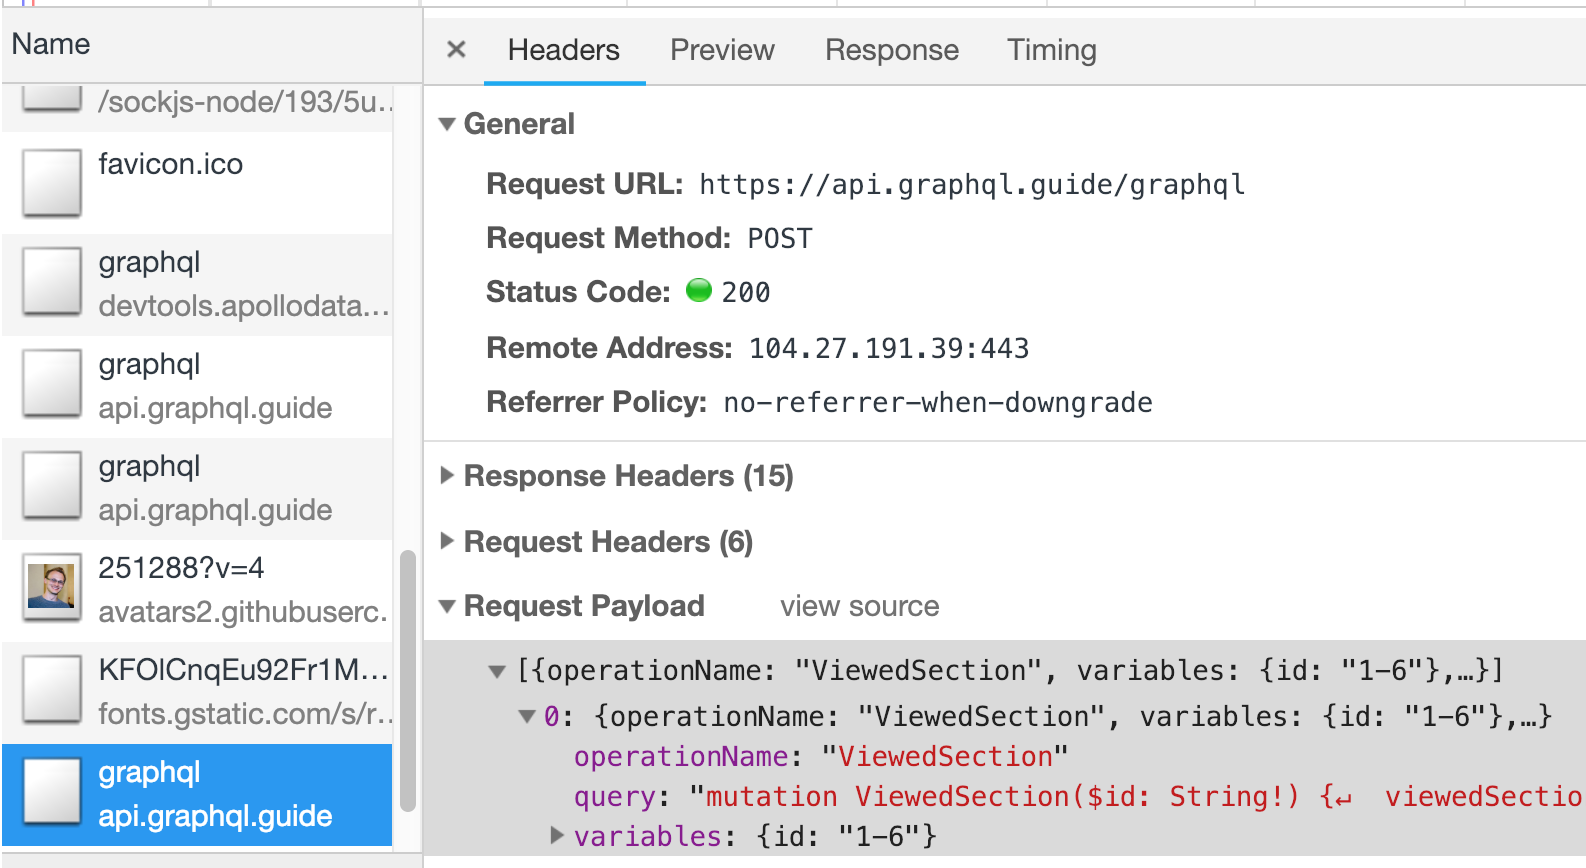 Name
/sockjs-node/193/5u..
favicon.ico
graphql
devtools.apollodata...
graphql
api.graphql.guide
graphql
api.graphql.guide
251288?v=4
avatars2.githubuserc.
KFOlCnqEu92Fr1M...
fonts.gstatic.com/s/r..
graphql
api.graphql.guide
× Headers Preview Response Timing
▼ General
Request URL: https://api.graphql.guide/graphql
Request Method: POST
Status Code: 200
Remote Address: 104.27.191.39:443
Referrer Policy: no-referrer-when-downgrade
▶ Response Headers (15)
▶ Request Headers (6)
▼ Request Payload view source
▼ [{operationName: "ViewedSection", variables: {id: "1-6"},…}]
▼ 0: {operationName: "ViewedSection", variables: {id: "1-6"},…}
operationName: "ViewedSection"
query: "mutation ViewedSection($id: String!) {↵  viewedSectio
▶ variables: {id: "1-6"}